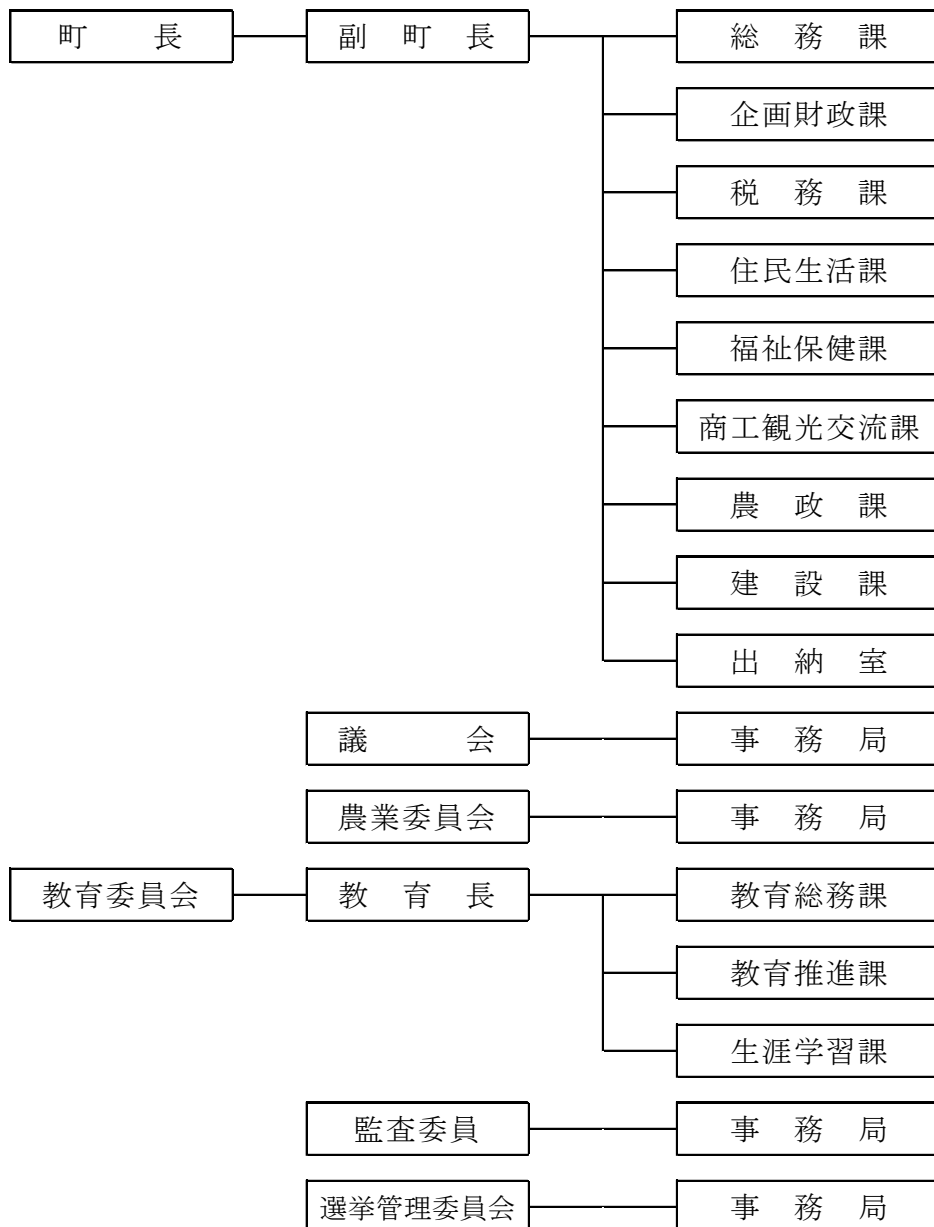 町長 副町長 総務課
企画財政課
税務課
住民生活課
福祉保健課
商工観光交流課
農政課
建設課
出納室
議会 事務局
農業委員会 事務局
教育委員会 教育長 教育総務課
教育推進課
生涯学習課
監査委員 事務局
選挙管理委員会 事務局